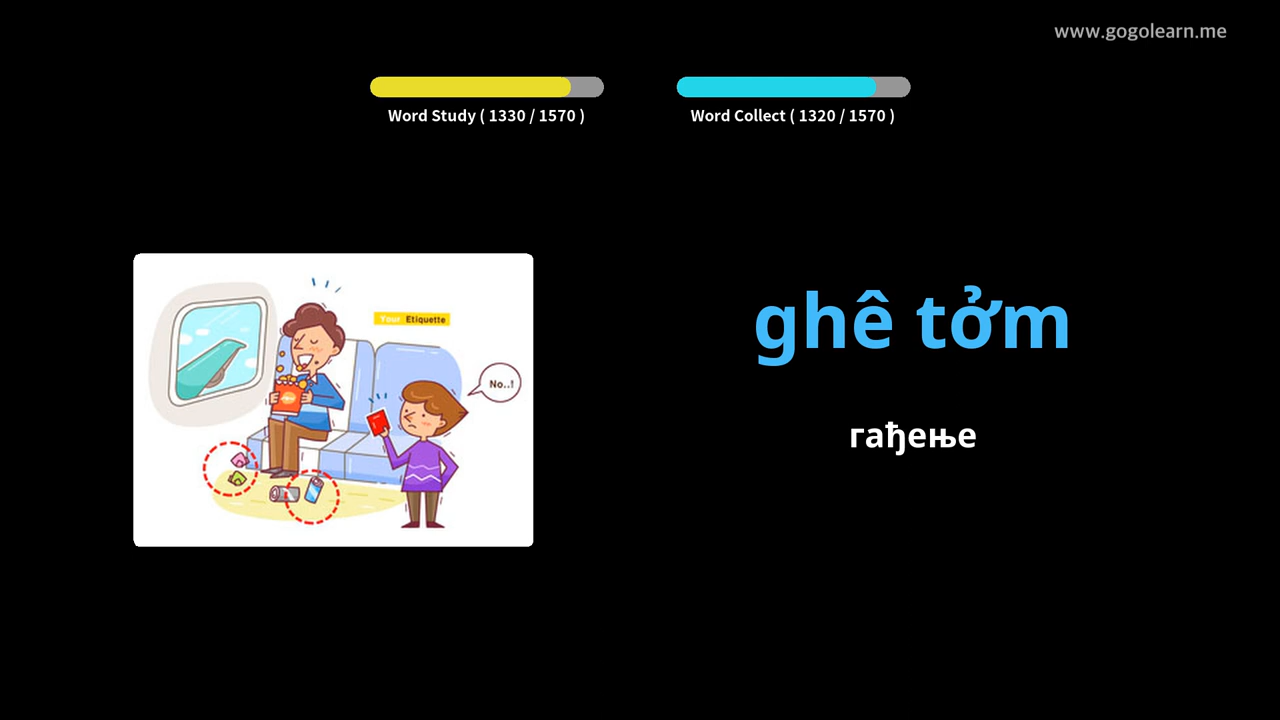 www.gogolearn.me
Word Study ( 1330 / 1570 )
Word Collect ( 1320 / 1570 )
Your Etiquette
No..!
ghê tởm
гађење